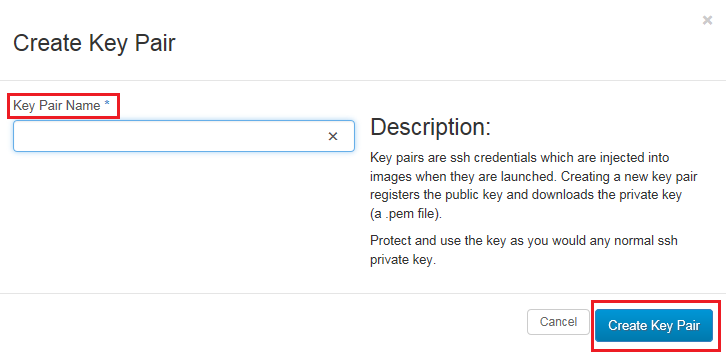 ×
Create Key Pair
Key Pair Name *
×
Description:
Key pairs are ssh credentials which are injected into
images when they are launched. Creating a new key pair
registers the public key and downloads the private key
(a .pem file).
Protect and use the key as you would any normal ssh
private key.
Cancel
Create Key Pair